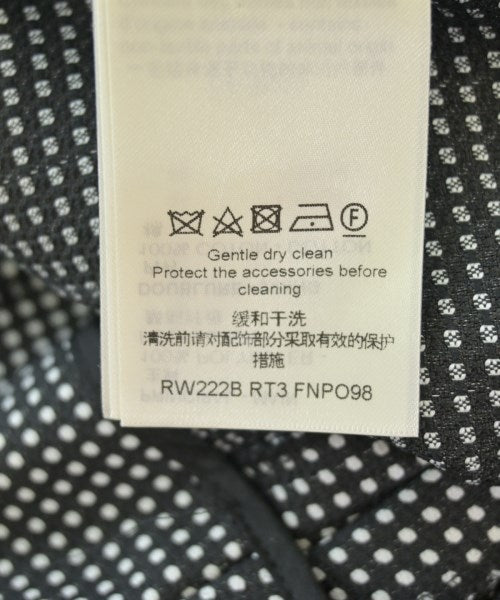 F
Gentle dry clean
Protect the accessories before
cleaning
缓和干洗
清洗前请对配饰部分采取有效的保护
措施
RW222B RT3 FNPO98